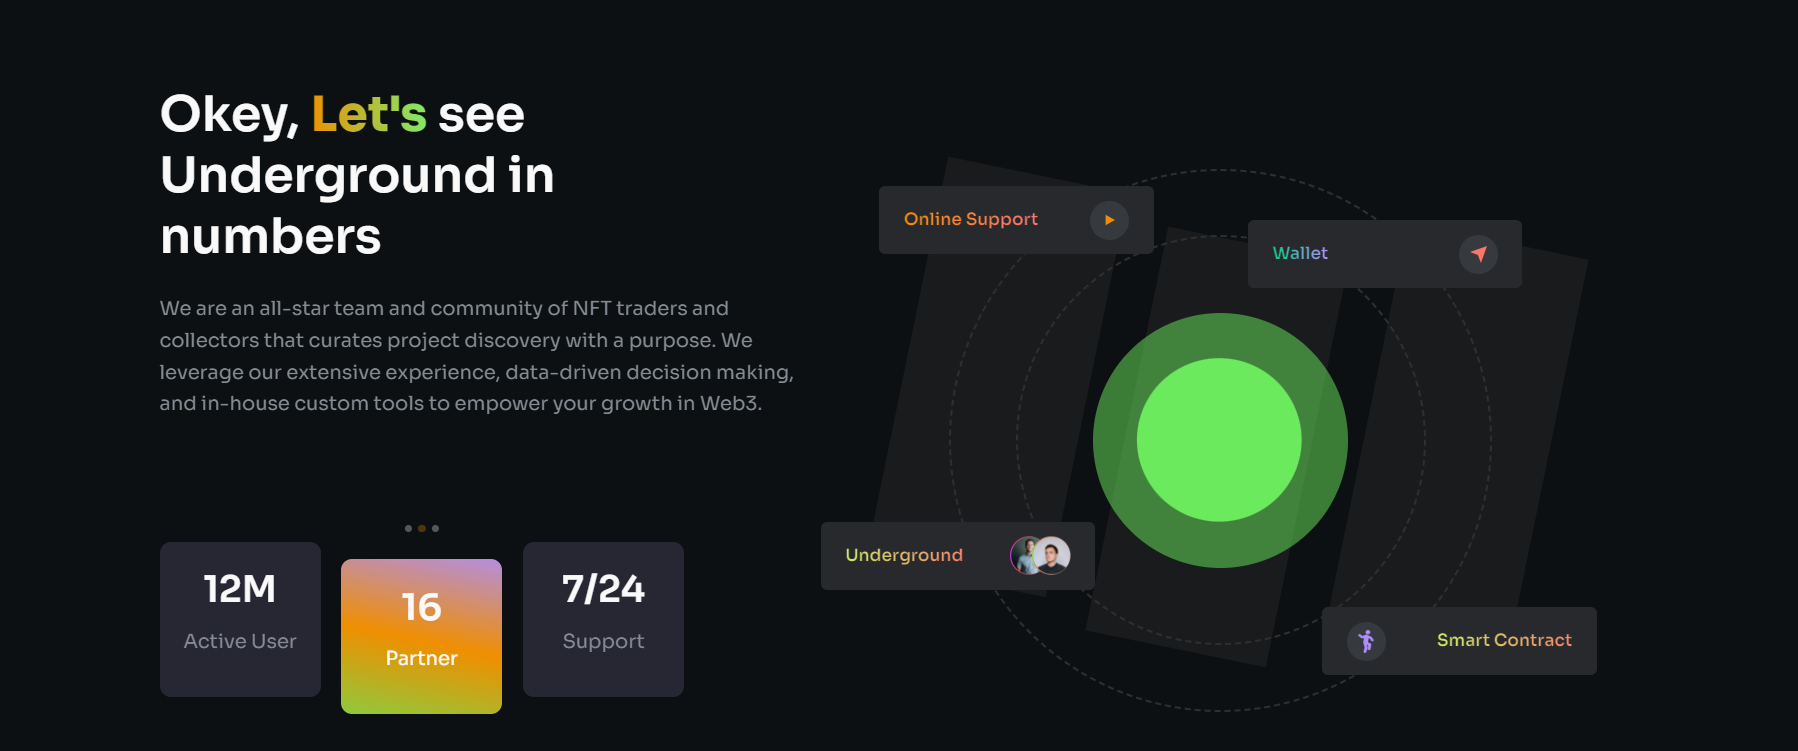 Okey, Let's see
Underground in
numbers
We are an all-star team and community of NFT traders and
collectors that curates project discovery with a purpose. We
leverage our extensive experience, data-driven decision making,
and in-house custom tools to empower your growth in Web3.
12M
Active User
16
Partner
7/24
Support
Online Support
Wallet
Underground
Smart Contract